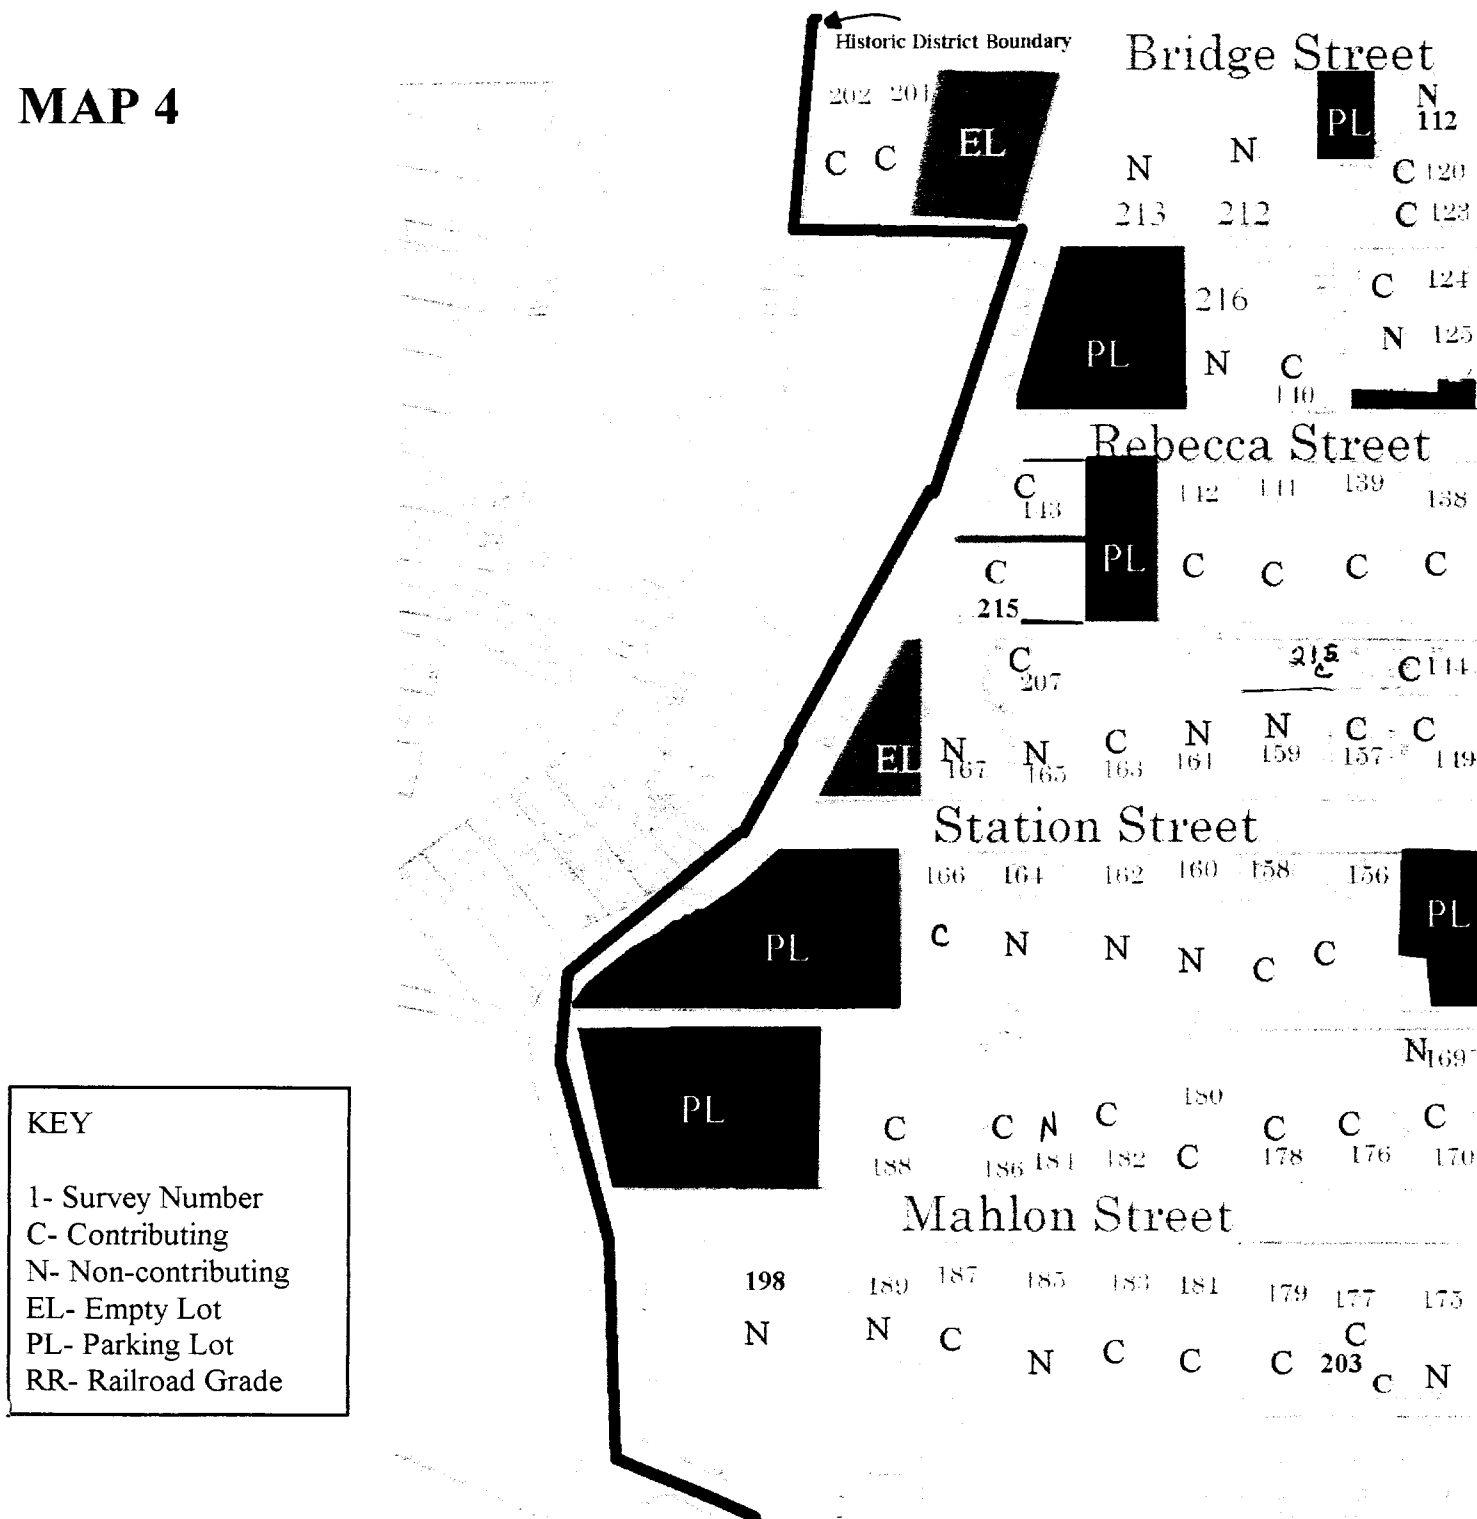 Historic District Boundary
Bridge Street
MAP 4
202 201 EL PL N
112
C C N N C 120
213 212 C 123
C 124
216
N 125
PL N C
140
Rebecca Street
C 142 141 139 138
143
PL
C C C C C
215
C 215 C 144
207 C
EL N N C N N C C
167 165 163 161 159 157 149
Station Street
166 164 162 160 158 156
PL C N N N C C PL
N 169
PL C C N C 180 C C C
188 186 184 182 C 178 176 170
Mahlon Street
198 189 187 185 183 181 179 177 175
N N C N C C C C
203 C N
KEY
1- Survey Number
C- Contributing
N- Non-contributing
EL- Empty Lot
PL- Parking Lot
RR- Railroad Grade